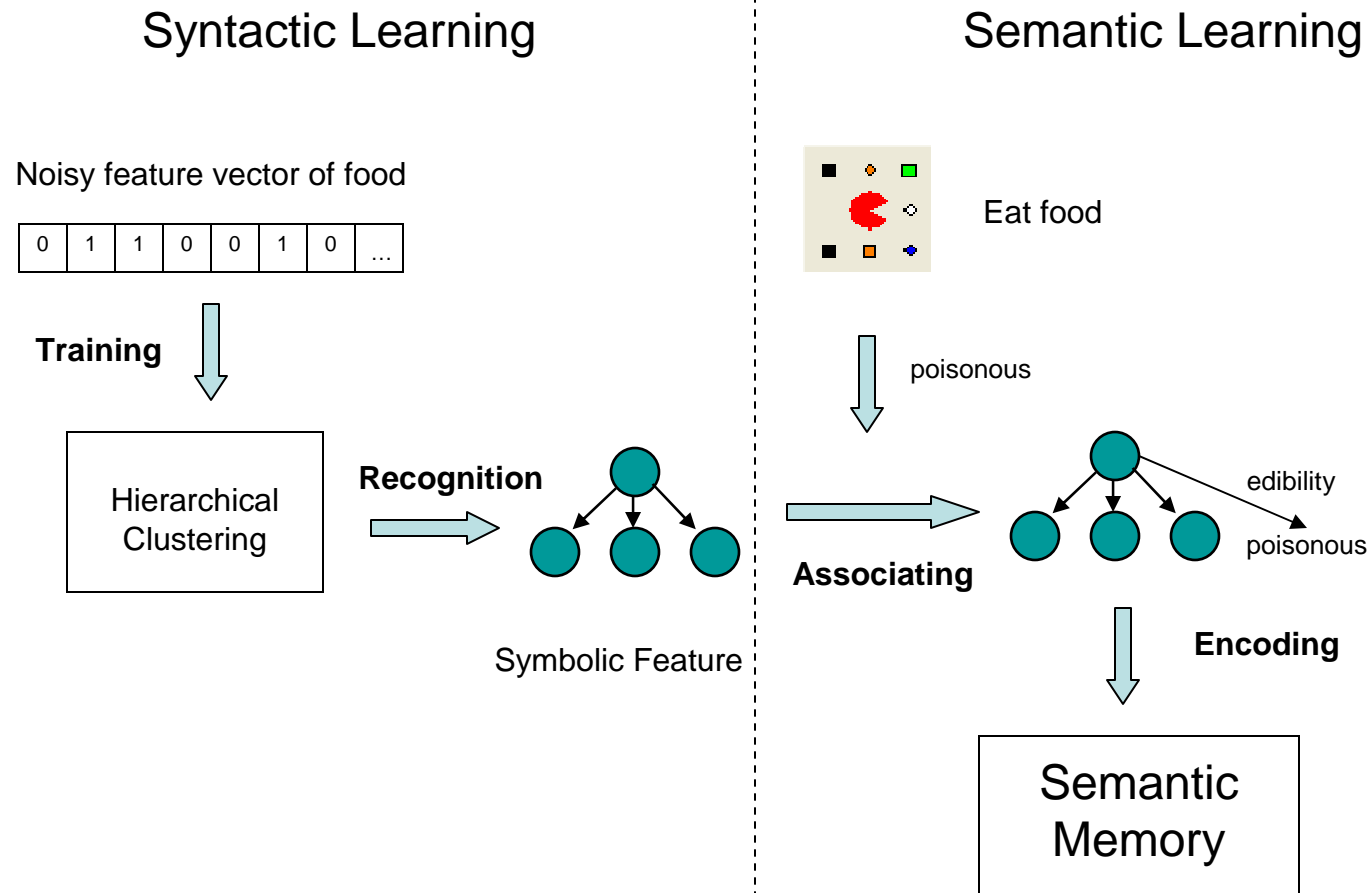 Syntactic Learning
Noisy feature vector of food
0 1 1 0 0 1 0 ...
Training
Hierarchical
Clustering
Recognition
Symbolic Feature
Semantic Learning
Eat food
poisonous
Associating
edibility
poisonous
Encoding
Semantic
Memory